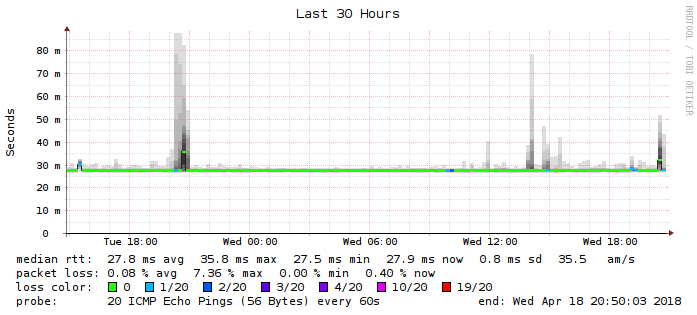 Last 30 Hours
RRDTOOL / TOBI OETIKER
Seconds
80 m
70 m
60 m
50 m
40 m
30 m
20 m
10 m
0
Tue 18:00 Wed 00:00 Wed 06:00 Wed 12:00 Wed 18:00
median rtt: 27.8 ms avg 35.8 ms max 27.5 ms min 27.9 ms now 0.8 ms sd 35.5 am/s
packet loss: 0.08 % avg 7.36 % max 0.00 % min 0.40 % now
loss color: 0 1/20 2/20 3/20 4/20 10/20 19/20
probe: 20 ICMP Echo Pings (56 Bytes) every 60s end: Wed Apr 18 20:50:03 2018